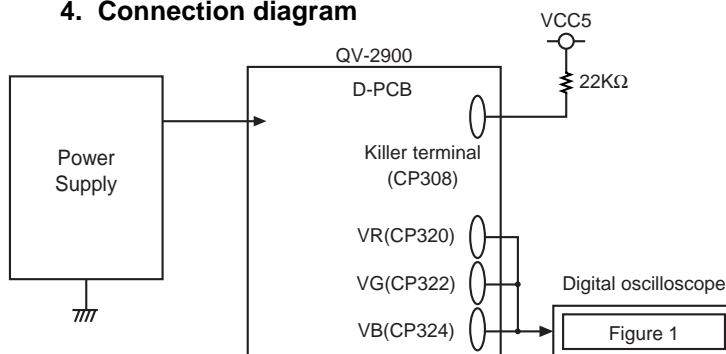 4. Connection diagram
VCC5
QV-2900
D-PCB
22KΩ
Power
Supply
Killer terminal
(CP308)
VR(CP320)
VG(CP322)
Digital oscilloscope
VB(CP324)
Figure 1